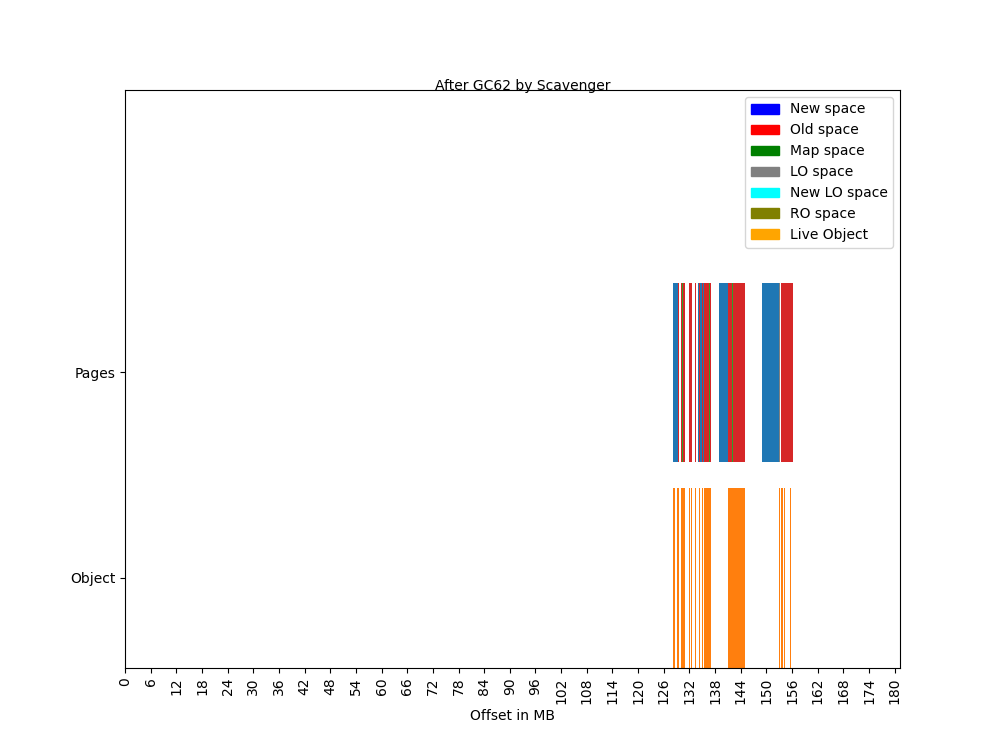 After GC62 by Scavenger
New space
Old space
Map space
LO space
New LO space
RO space
Live Object
Pages
Object
0 6 12 18 24 30 36 42 48 54 60 66 72 78 84 90 96 102 108 114 120 126 132 138 144 150 156 162 168 174 180
Offset in MB